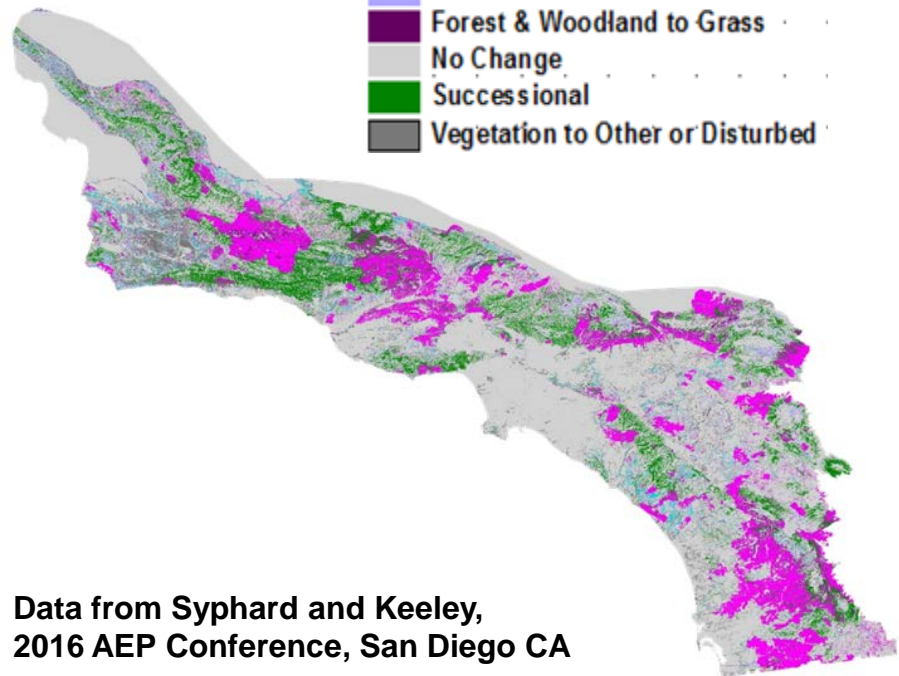 Forest & Woodland to Grass
No Change
Successional
Vegetation to Other or Disturbed
Data from Syphard and Keeley,
2016 AEP Conference, San Diego CA